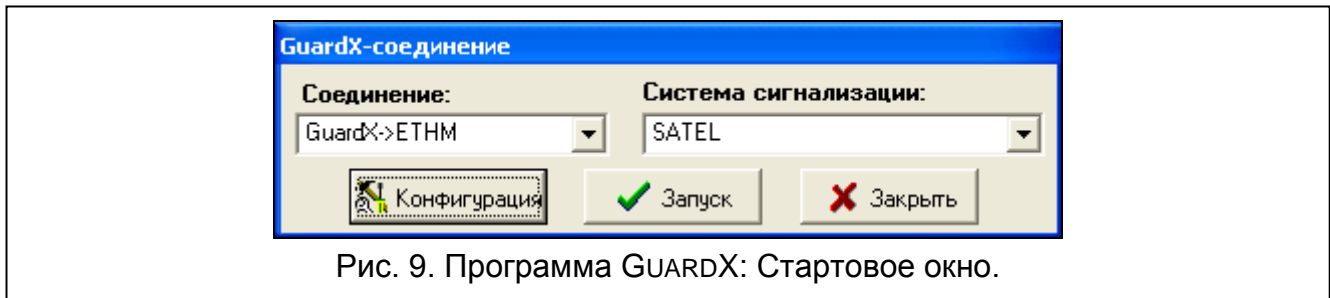 GuardX-соединение
Соединение: Система сигнализации:
GuardX->ETHM SATEL
Конфигурация Запуск Закрыть
Рис. 9. Программа GUARDX: Стартовое окно.